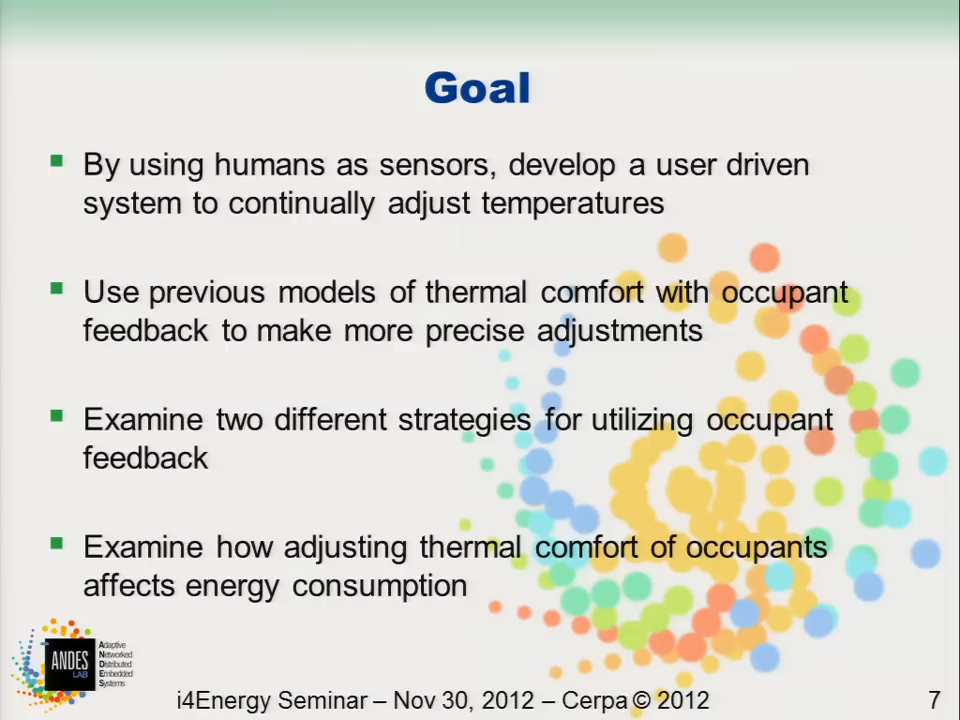 Goal
By using humans as sensors, develop a user driven
system to continually adjust temperatures
Use previous models of thermal comfort with occupant
feedback to make more precise adjustments
Examine two different strategies for utilizing occupant
feedback
Examine how adjusting thermal comfort of occupants
affects energy consumption
ANDES
LAB
Adaptive
Networked
Distributed
Embedded
Systems
i4Energy Seminar – Nov 30, 2012 – Cerpa © 2012
7